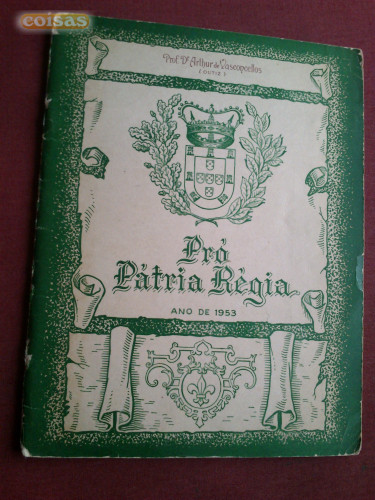 coisas
Prof. Dr. Arthur de Vasconcellos
Pró
Pátria Régia
ANO DE 1953